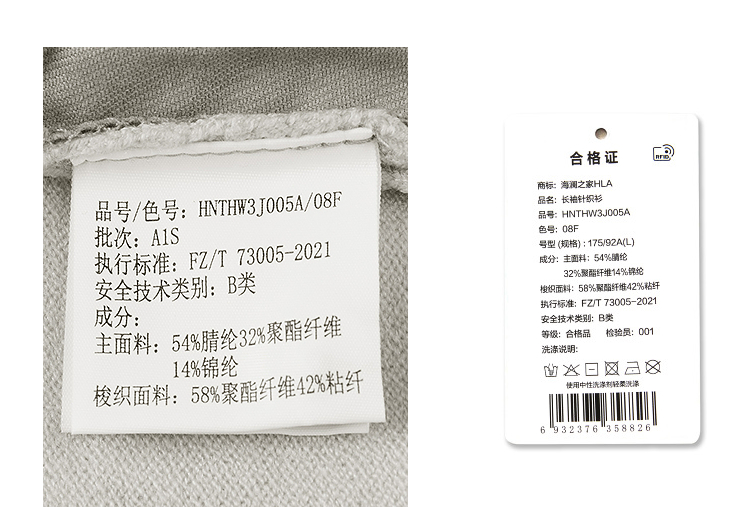 品号/色号: HNTHW3J005A/08F
批次: A1S
执行标准: FZ/T 73005-2021
安全技术类别: B类
成分:
主面料: 54%腈纶32%聚酯纤维
14%锦纶
梭织面料: 58%聚酯纤维42%粘纤
合格证
RFID
商标: 海澜之家HLA
品名: 长袖针织衫
品号: HNTHW3J005A
色号: 08F
号型(规格): 175/92A(L)
成分: 主面料: 54%腈纶
32%聚酯纤维14%锦纶
梭织面料: 58%聚酯纤维42%粘纤
执行标准: FZ/T 73005-2021
安全技术类别: B类
等级: 合格品 检验员: 001
洗涤说明:
使用中性洗涤剂轻柔洗涤
6 932376 358826